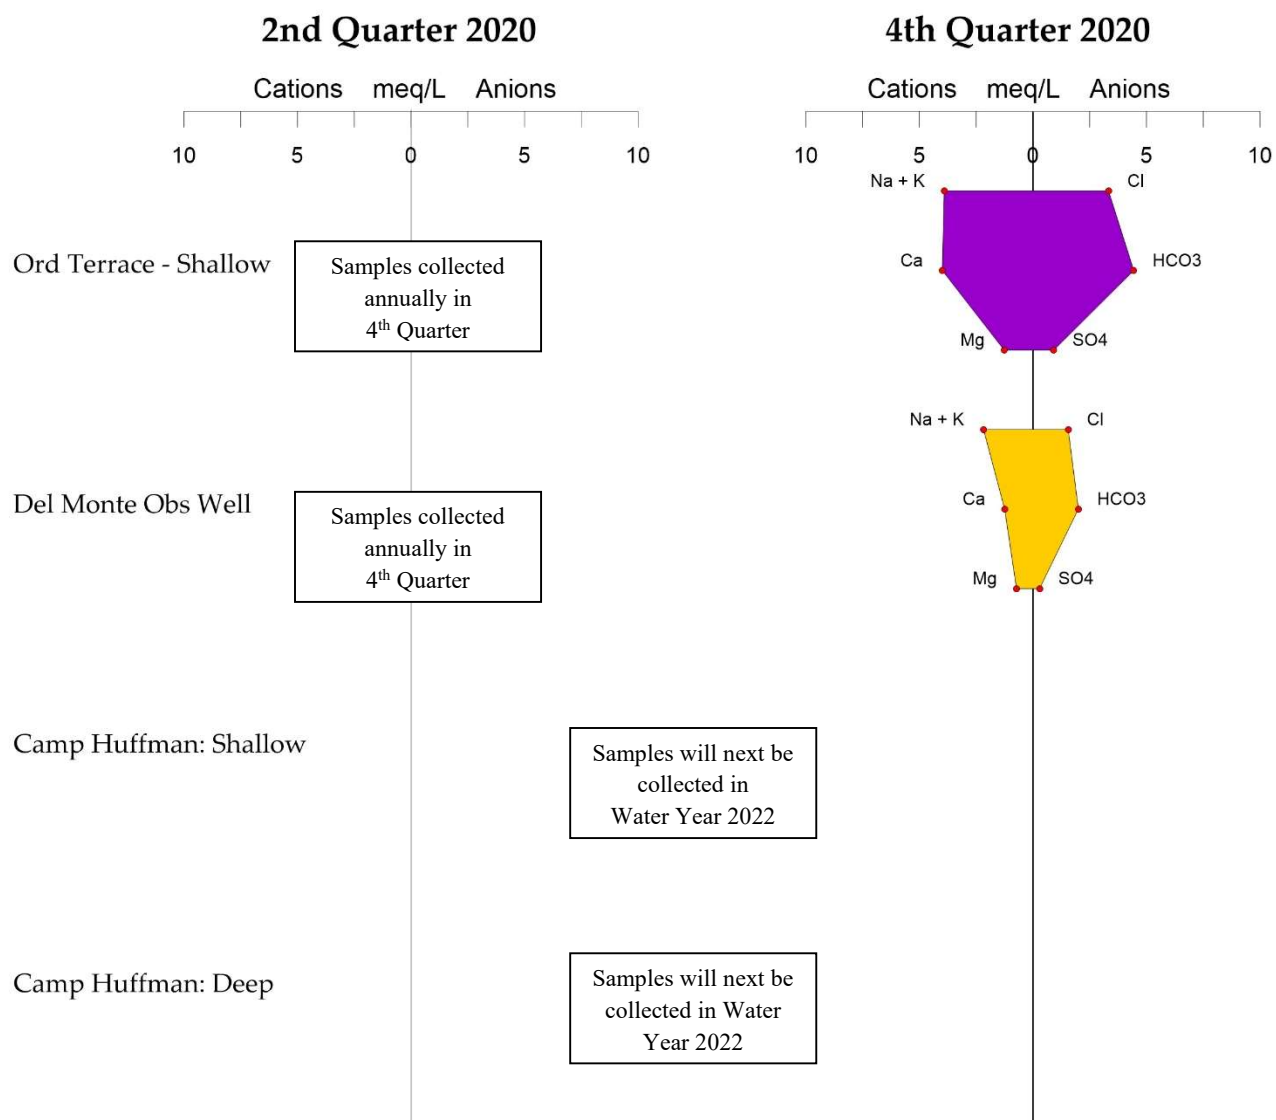 2nd Quarter 2020
4th Quarter 2020
Cations meq/L Anions
Cations meq/L Anions
10 5 0 5 10
10 5 0 5 10
Na + K Cl
Ord Terrace - Shallow
Samples collected
annually in
4th Quarter
Ca HCO3
Mg SO4
Na + K Cl
Del Monte Obs Well
Samples collected
annually in
4th Quarter
Ca HCO3
Mg SO4
Camp Huffman: Shallow
Samples will next be
collected in
Water Year 2022
Camp Huffman: Deep
Samples will next be
collected in Water
Year 2022